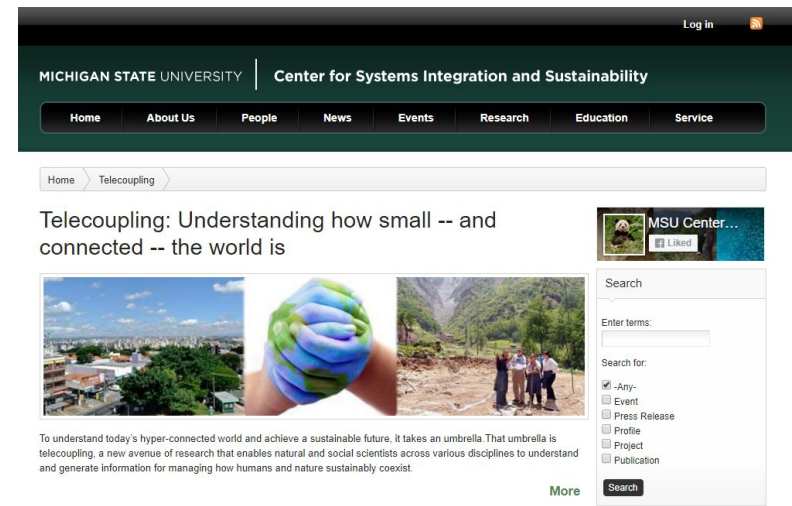 Log in
MICHIGAN STATE UNIVERSITY Center for Systems Integration and Sustainability
Home About Us People News Events Research Education Service
Home Telecoupling
Telecoupling: Understanding how small -- and
connected -- the world is
To understand today's hyper-connected world and achieve a sustainable future, it takes an umbrella.That umbrella is
telecoupling, a new avenue of research that enables natural and social scientists across various disciplines to understand
and generate information for managing how humans and nature sustainably coexist.
More
MSU Center...
Liked
Search
Enter terms:
Search for:
-Any-
Event
Press Release
Profile
Project
Publication
Search